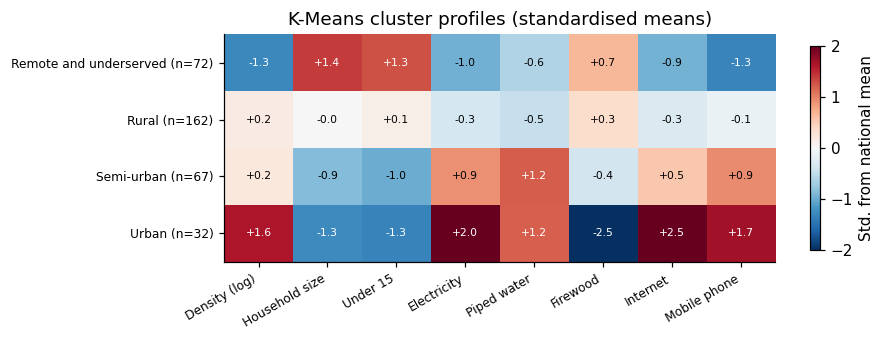 K-Means cluster profiles (standardised means)
Remote and underserved (n=72)
-1.3 +1.4 +1.3 -1.0 -0.6 +0.7 -0.9 -1.3
Rural (n=162)
+0.2 -0.0 +0.1 -0.3 -0.5 +0.3 -0.3 -0.1
Semi-urban (n=67)
+0.2 -0.9 -1.0 +0.9 +1.2 -0.4 +0.5 +0.9
Urban (n=32)
+1.6 -1.3 -1.3 +2.0 +1.2 -2.5 +2.5 +1.7
Density (log)
Household size
Under 15
Electricity
Piped water
Firewood
Internet
Mobile phone
2
1
0
−1
−2
Std. from national mean